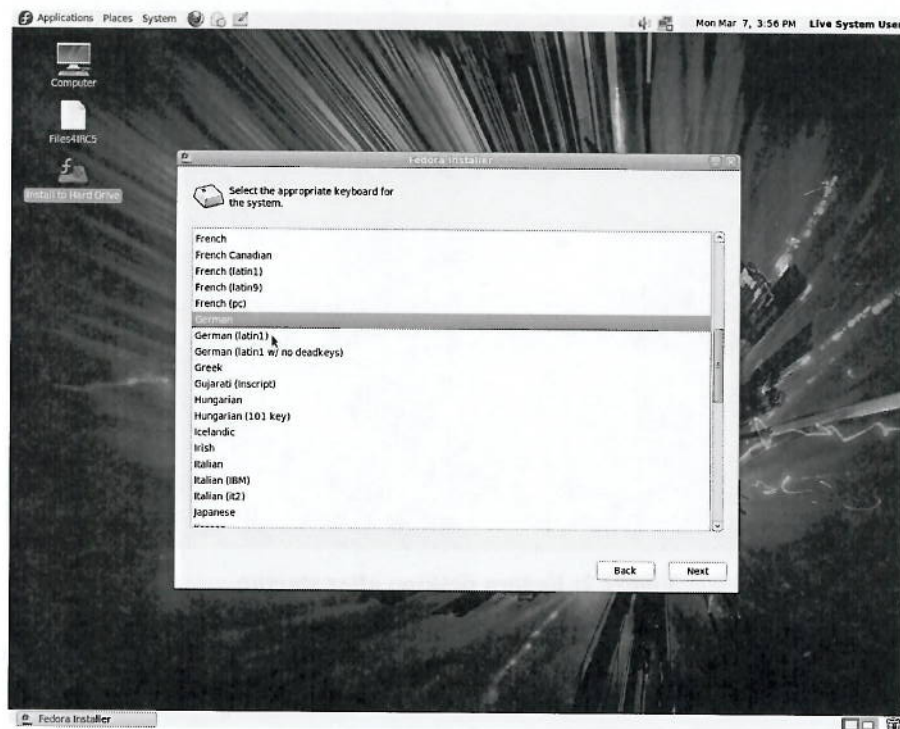 Applications Places System
Mon Mar 7, 3:56 PM Live System User
Computer
Files4IRC5
Install to Hard Drive
Fedora Installer
Select the appropriate keyboard for
the system.
French
French Canadian
French (latin1)
French (latin9)
French (pc)
German
German (latin1)
German (latin1 w/ no deadkeys)
Greek
Gujarati (Inscript)
Hungarian
Hungarian (101 key)
Icelandic
Irish
Italian
Italian (IBM)
Italian (it2)
Japanese
Back
Next
Fedora Installer